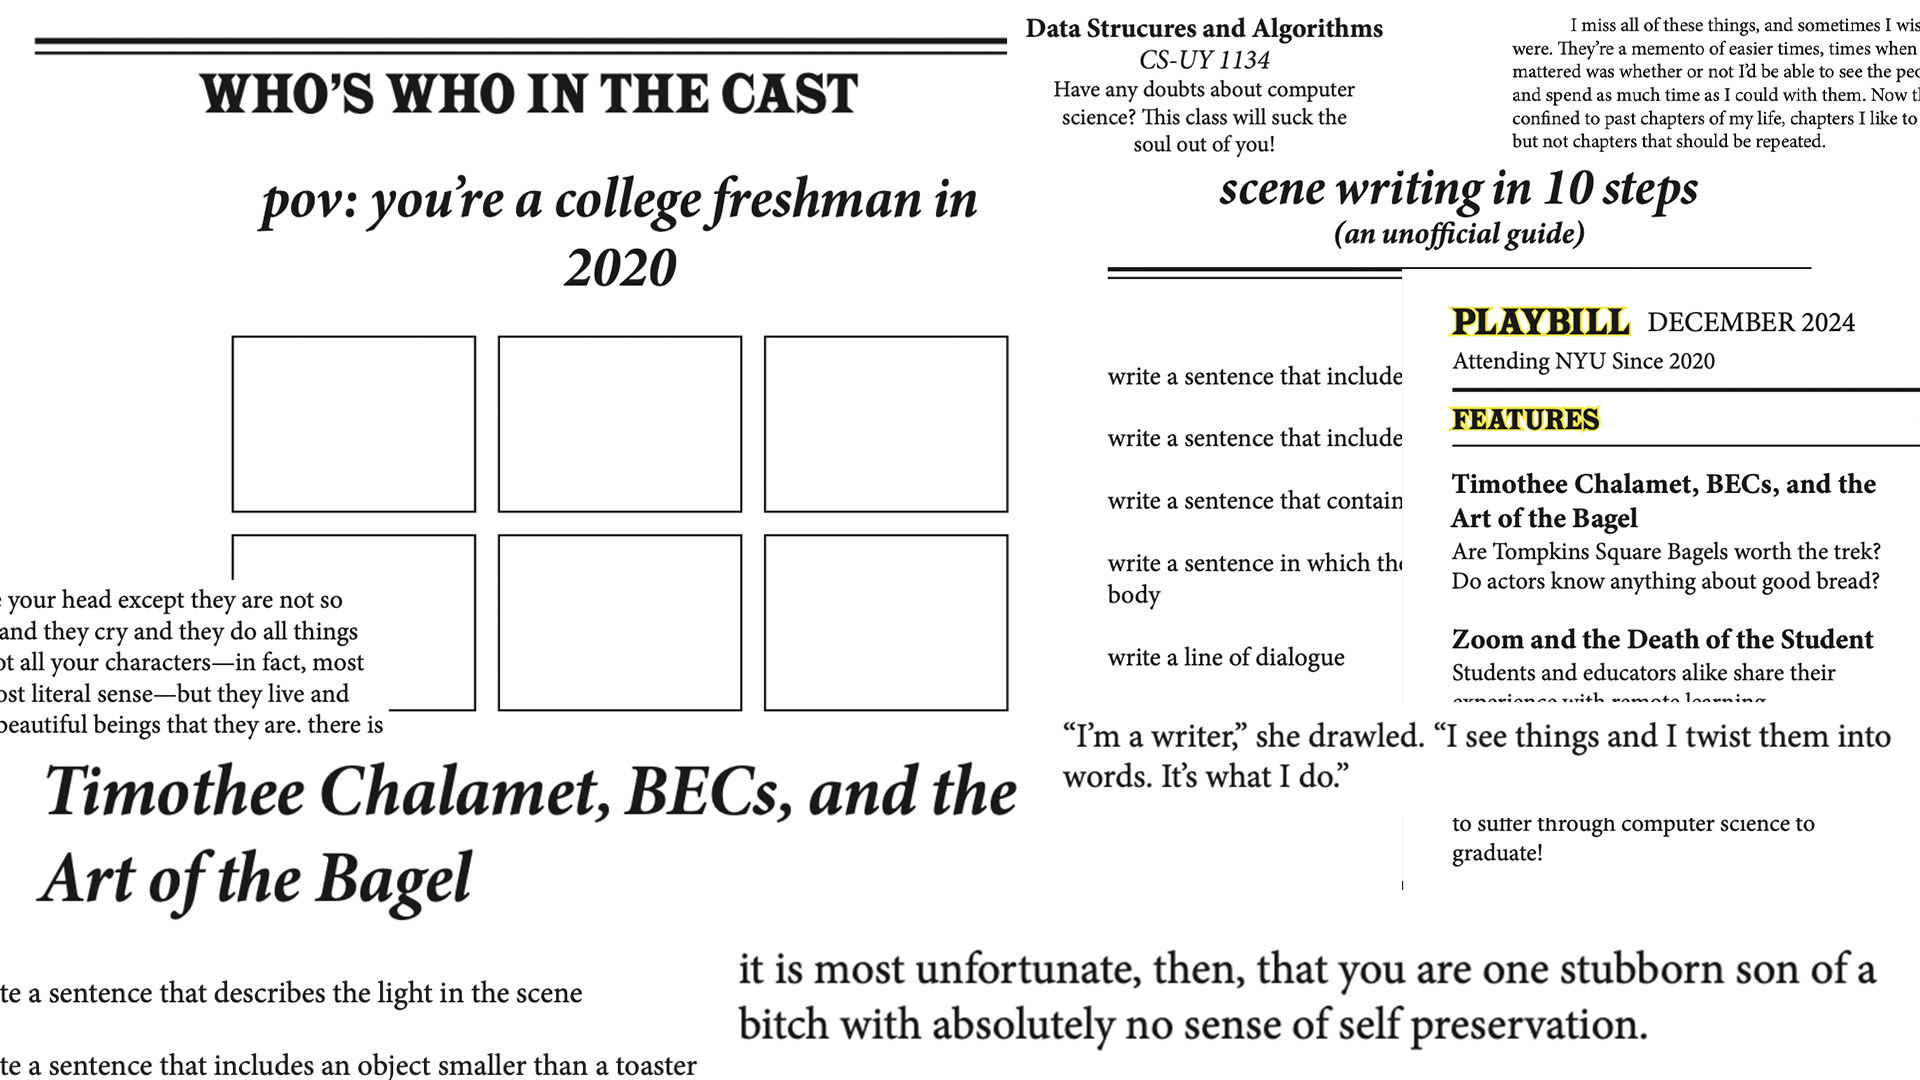 WHO'S WHO IN THE CAST
pov: you're a college freshman in
2020
your head except they are not so
and they cry and they do all things
all your characters—in fact, most
literal sense—but they live and
beautiful beings that they are. there is
Timothee Chalamet, BECs, and the
Art of the Bagel
a sentence that describes the light in the scene
a sentence that includes an object smaller than a toaster
Data Strucures and Algorithms
CS-UY 1134
Have any doubts about computer
science? This class will suck the
soul out of you!
I miss all of these things, and sometimes I
were. They're a memento of easier times, times when
mattered was whether or not I'd be able to see the
and spend as much time as I could with them. Now
confined to past chapters of my life, chapters I like to
but not chapters that should be repeated.
scene writing in 10 steps
(an unofficial guide)
write a sentence that include
write a sentence that include
write a sentence that contain
write a sentence in which
body
write a line of dialogue
PLAYBILL DECEMBER 2024
Attending NYU Since 2020
FEATURES
Timothee Chalamet, BECs, and the
Art of the Bagel
Are Tompkins Square Bagels worth the trek?
Do actors know anything about good bread?
Zoom and the Death of the Student
Students and educators alike share their
experience with remote learning
"I'm a writer," she drawled. "I see things and I twist them into
words. It's what I do."
to suffer through computer science to
graduate!
it is most unfortunate, then, that you are one stubborn son of a
bitch with absolutely no sense of self preservation.